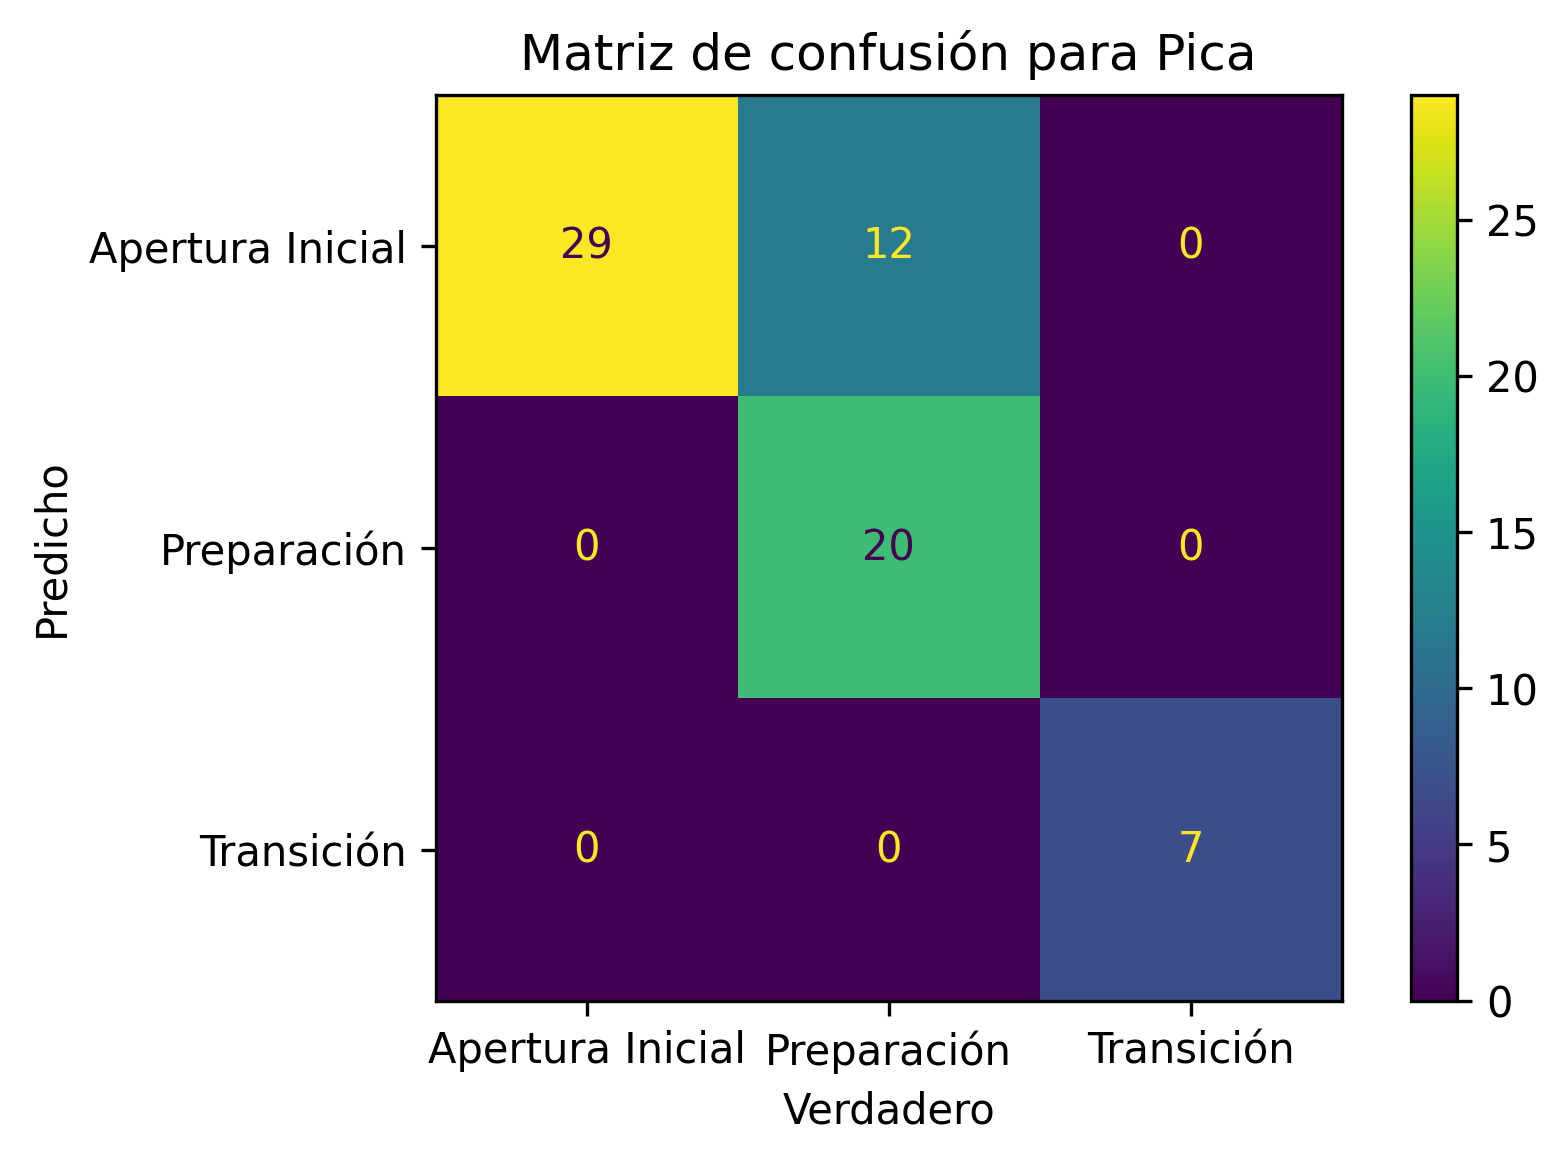 Matriz de confusión para Pica
Apertura Inicial
29
12
0
Preparación
0
20
0
Transición
0
0
7
Predicho
Apertura Inicial
Preparación
Transición
Verdadero
25
20
15
10
5
0